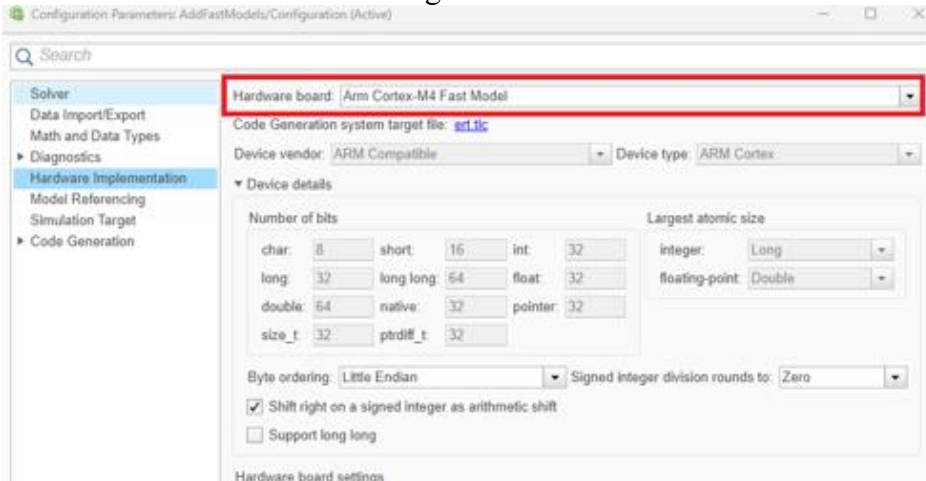 Configuration Parameters: AddFastModels/Configuration (Active)
Search
Solver
Data Import/Export
Math and Data Types
Diagnostics
Hardware Implementation
Model Referencing
Simulation Target
Code Generation
Hardware board: Arm Cortex-M4 Fast Model
Code Generation system target file: ert.tlc
Device vendor: ARM Compatible Device type: ARM Cortex
Device details
Number of bits Largest atomic size
char: 8 short: 16 int: 32 integer: Long
long: 32 long long: 64 float: 32 floating-point: Double
double: 64 native: 32 pointer: 32
size_t: 32 ptrdiff_t: 32
Byte ordering: Little Endian Signed integer division rounds to: Zero
Shift right on a signed integer as arithmetic shift
Support long long
Hardware board settings